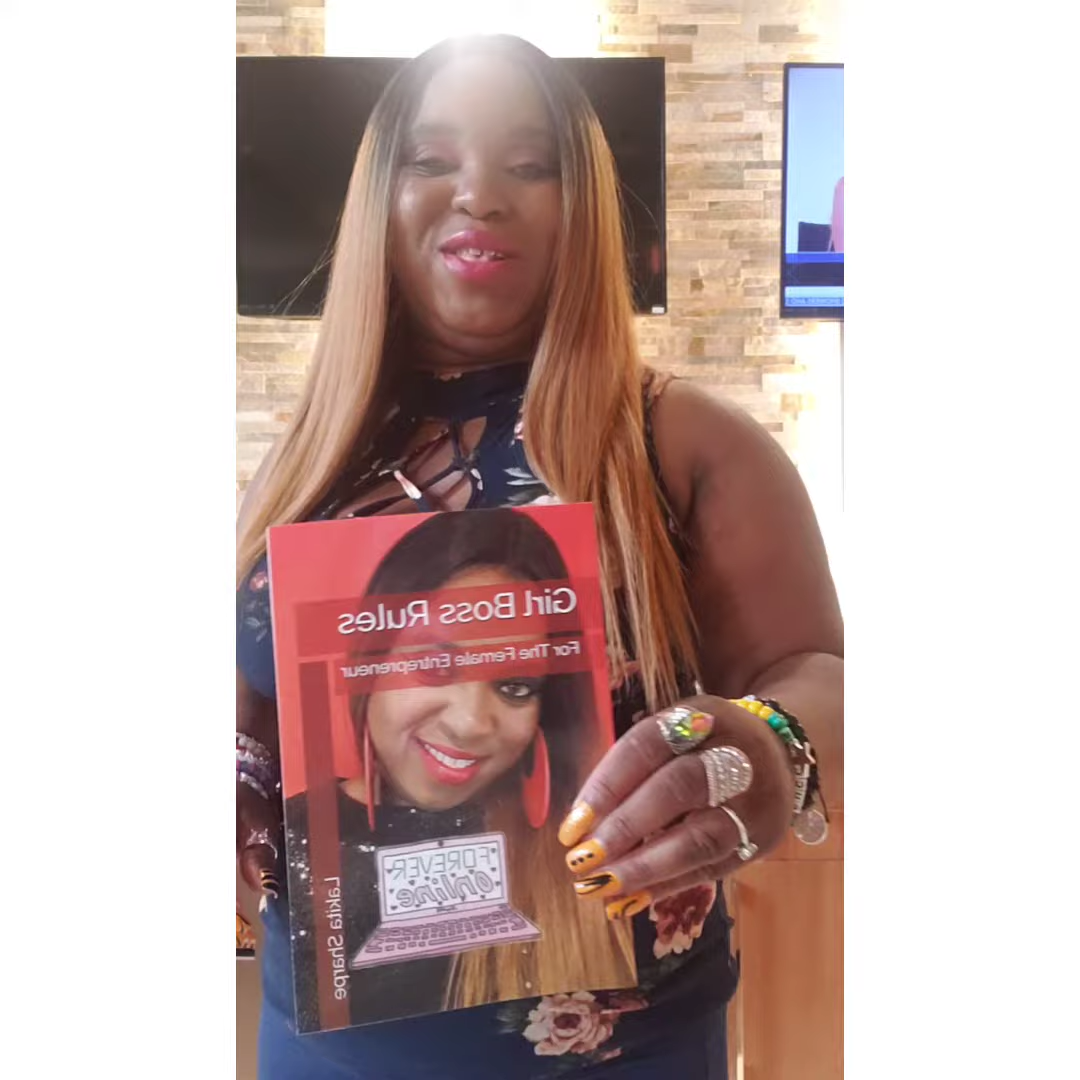 Girl Boss Rules
For The Female Entrepreneur
FOREVER
online
Lakita Sharpe